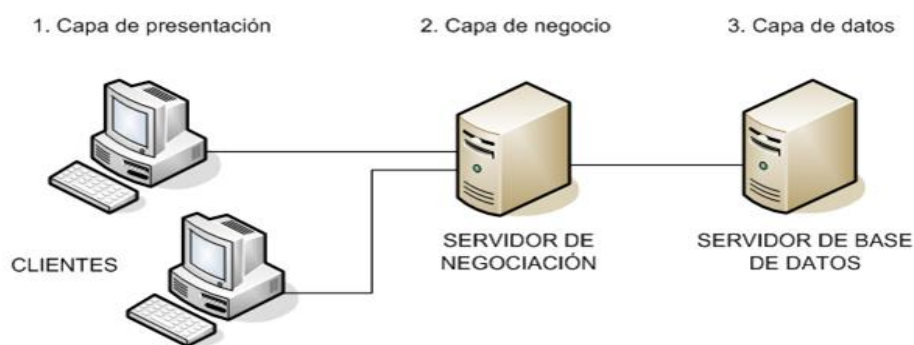 1. Capa de presentación
2. Capa de negocio
3. Capa de datos
CLIENTES
SERVIDOR DE
NEGOCIACIÓN
SERVIDOR DE BASE
DE DATOS